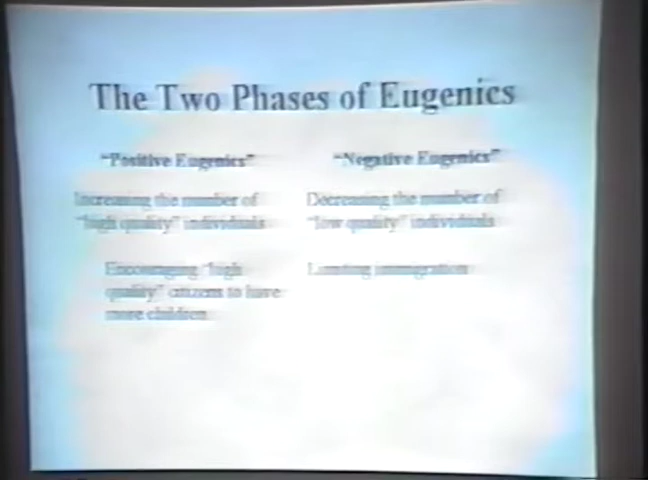 The Two Phases of Eugenics
"Positive Eugenics"
Increasing the number of
"high quality" individuals
Encouraging "high
quality" citizens to have
more children
"Negative Eugenics"
Decreasing the number of
"low quality" individuals
Limiting immigration